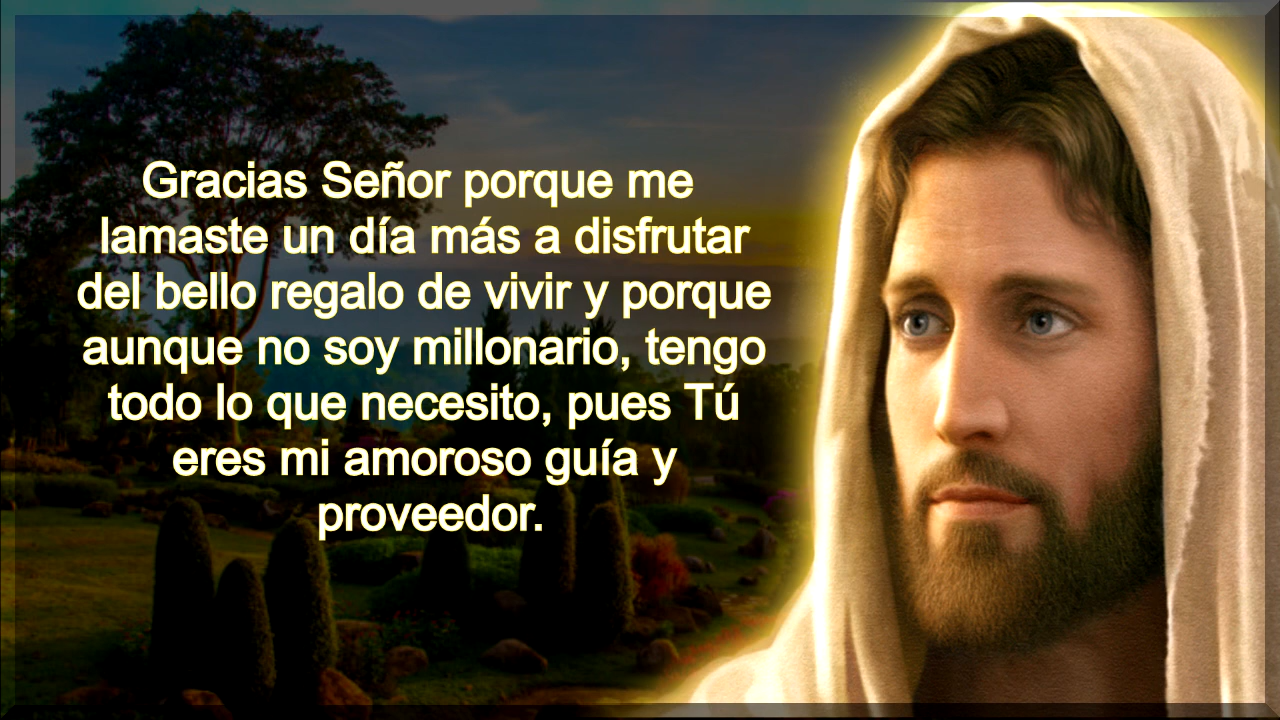 Gracias Señor porque me
lamaste un día más a disfrutar
del bello regalo de vivir y porque
aunque no soy millonario, tengo
todo lo que necesito, pues Tú
eres mi amoroso guía y
proveedor.